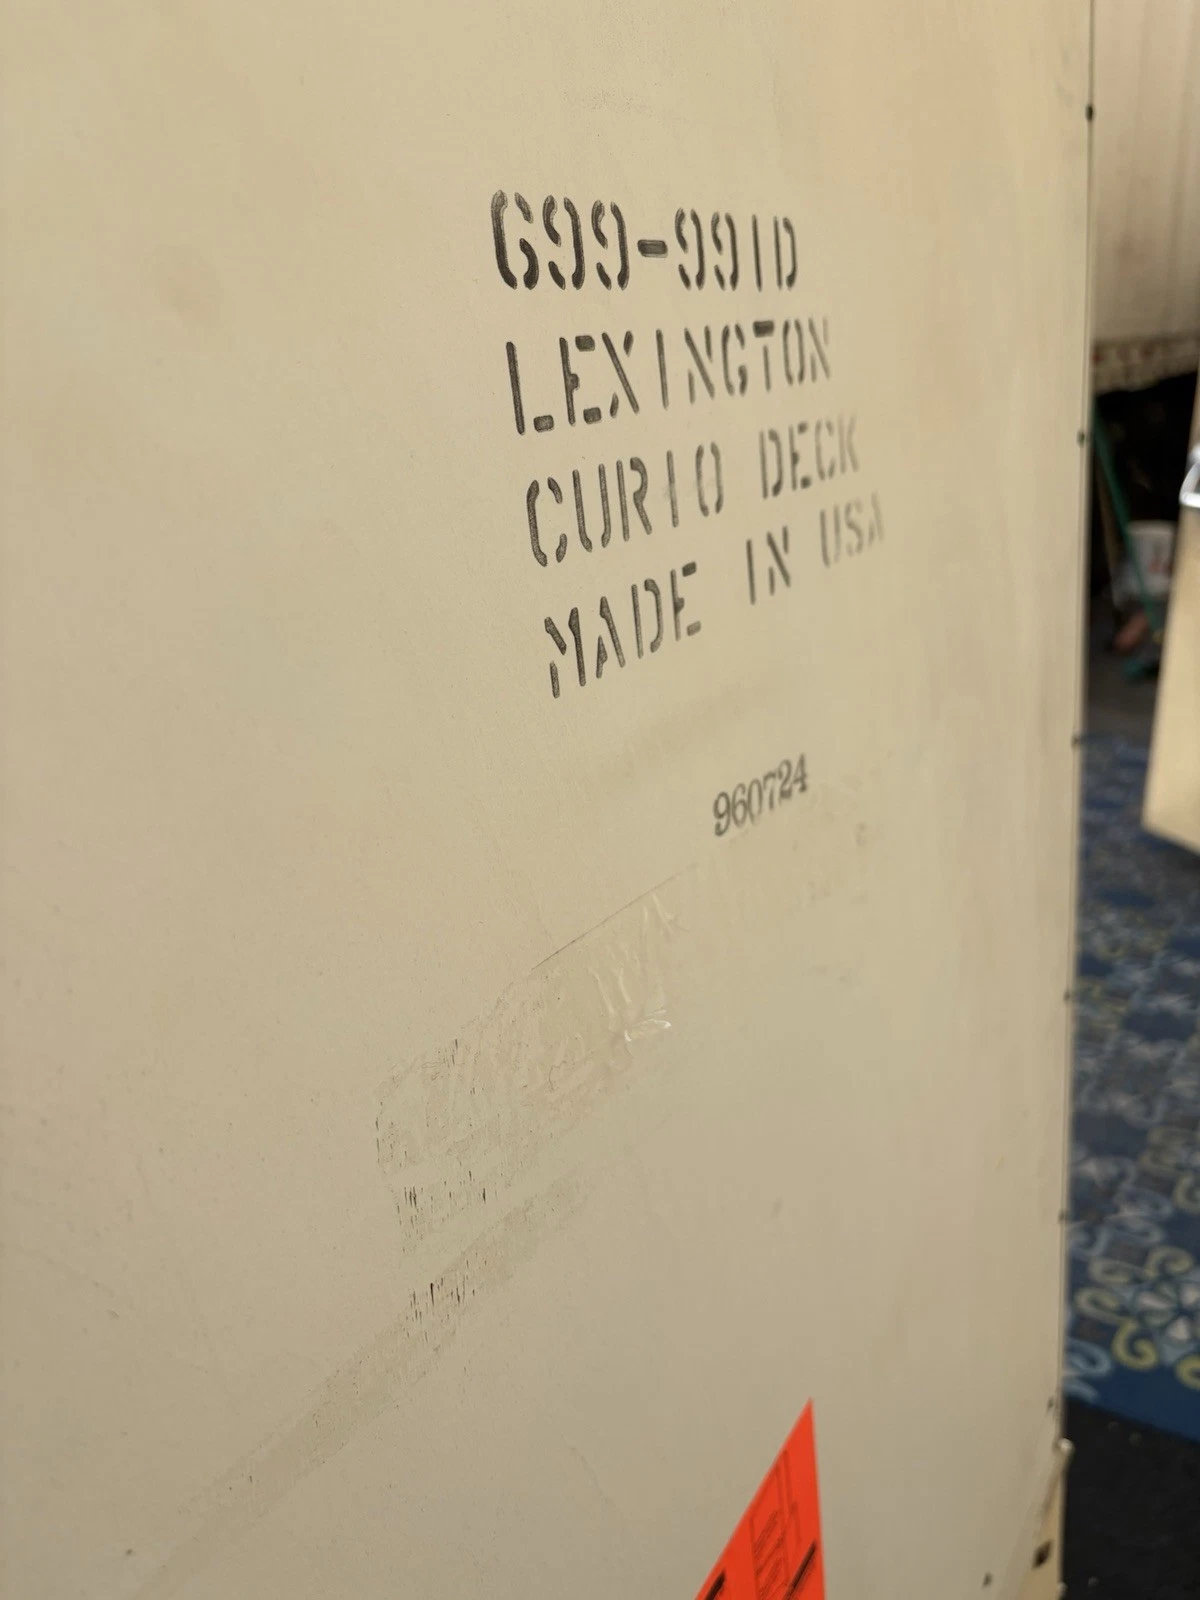 G99-991D
LEXINGTON
CURIO DECK
MADE IN USA
960724